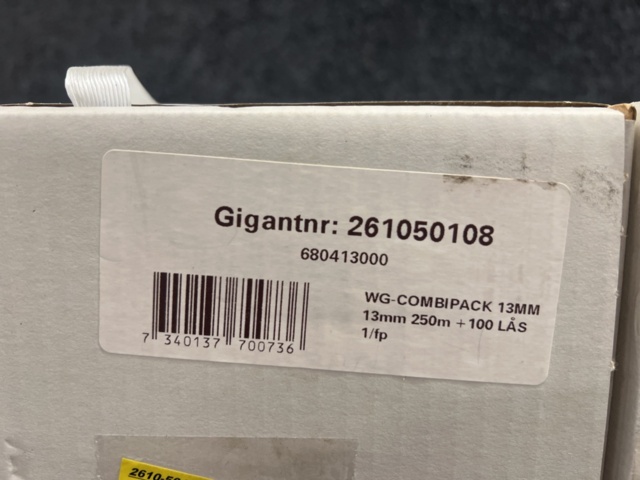 Gigantnr: 261050108
680413000
WG-COMBIPACK 13MM
13mm 250m +100 LÅS
1/fp
7 340137 700736